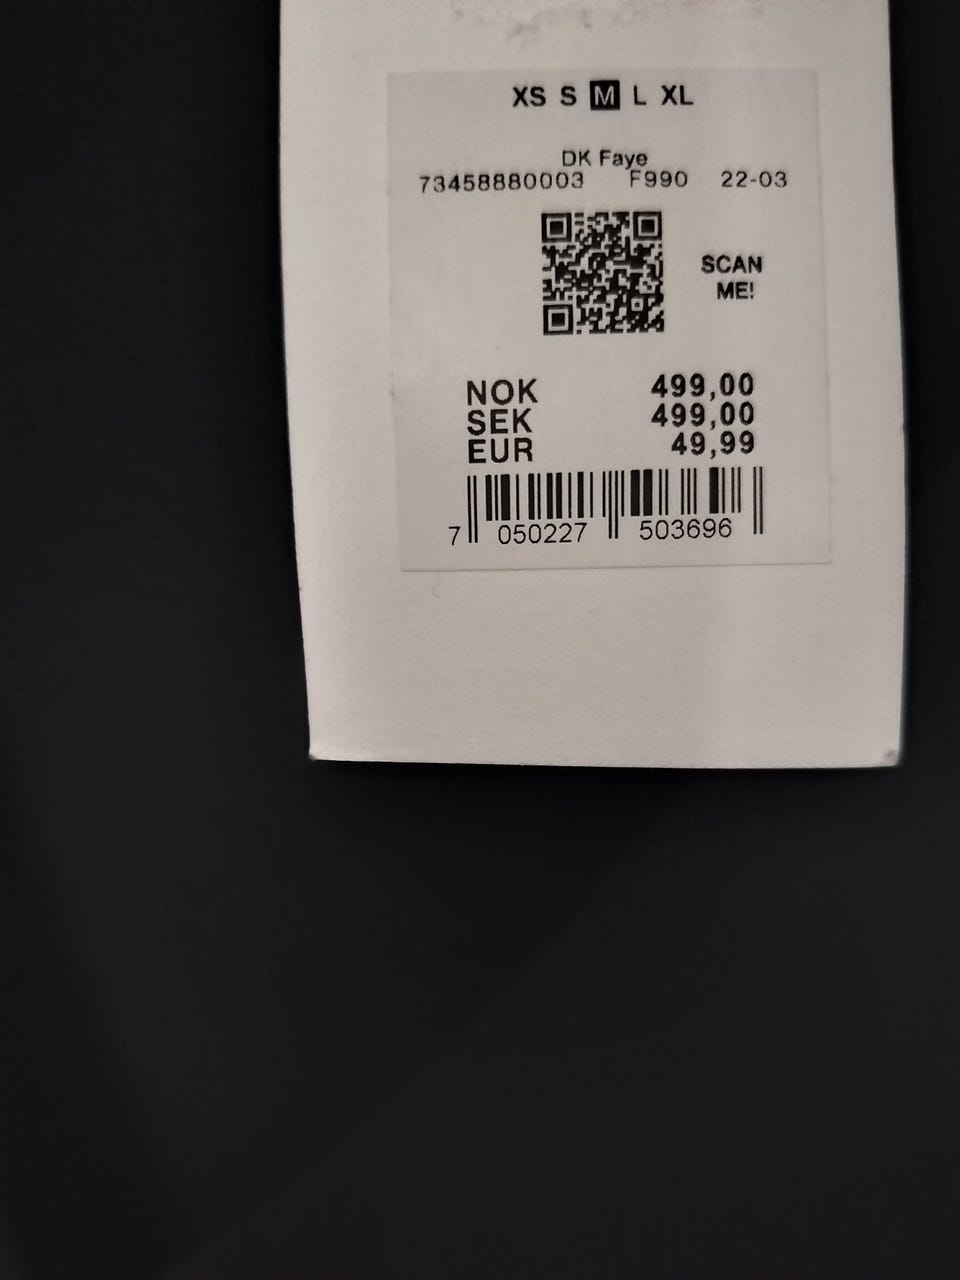 XS S M L XL
DK Faye
73458880003 F990 22-03
SCAN
ME!
NOK 499,00
SEK 499,00
EUR 49,99
7 050227 503696